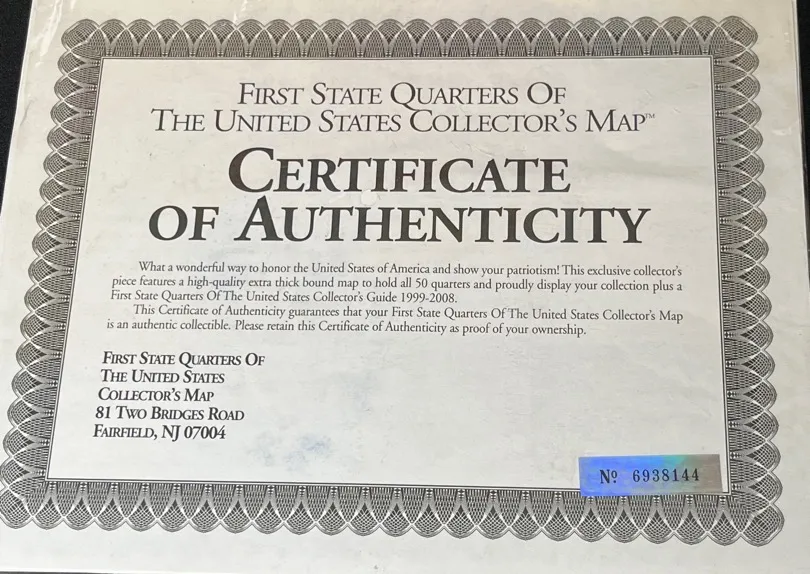 First State Quarters Of
The United States Collector's Map™
Certificate
of Authenticity
What a wonderful way to honor the United States of America and show your patriotism! This exclusive collector's
piece features a high-quality extra thick bound map to hold all 50 quarters and proudly display your collection plus a
First State Quarters Of The United States Collector's Guide 1999-2008.
This Certificate of Authenticity guarantees that your First State Quarters Of The United States Collector's Map
is an authentic collectible. Please retain this Certificate of Authenticity as proof of your ownership.
First State Quarters Of
The United States
Collector's Map
81 Two Bridges Road
Fairfield, NJ 07004
Nº 6938144